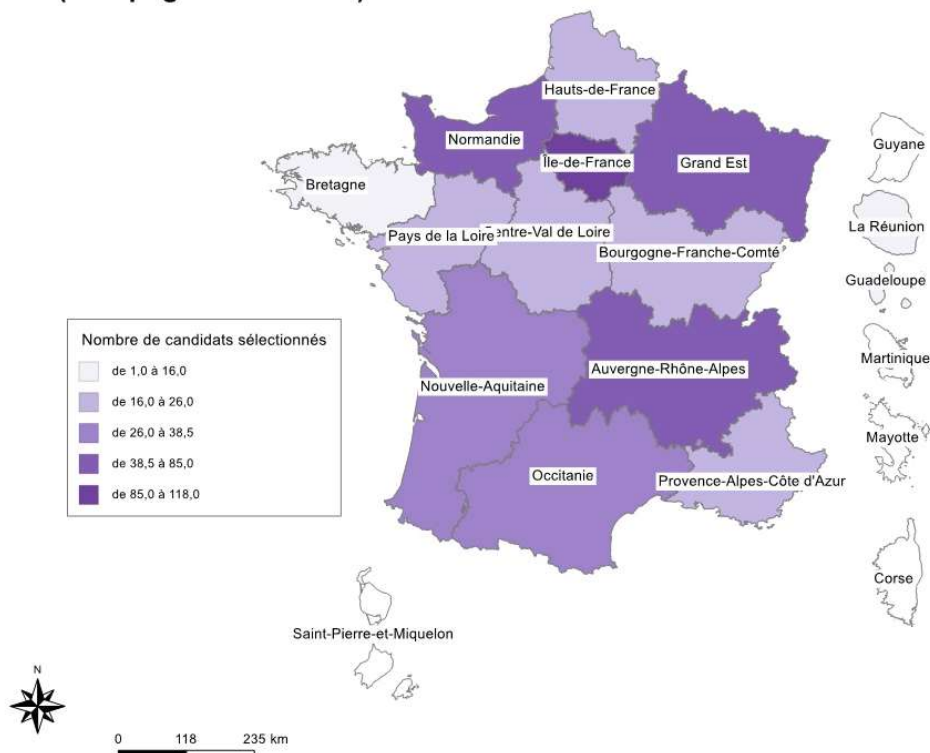 Hauts-de-France
Normandie
Île-de-France
Grand Est
Guyane
Bretagne
La Réunion
Pays de la Loire
entre-Val de Loire
Bourgogne-Franche-Comté
Guadeloupe
Nombre de candidats sélectionnés
de 1,0 à 16,0
de 16,0 à 26,0
de 26,0 à 38,5
de 38,5 à 85,0
de 85,0 à 118,0
Auvergne-Rhône-Alpes
Martinique
Nouvelle-Aquitaine
Mayotte
Occitanie
Provence-Alpes-Côte d'Azur
Corse
Saint-Pierre-et-Miquelon
N
0 118 235 km